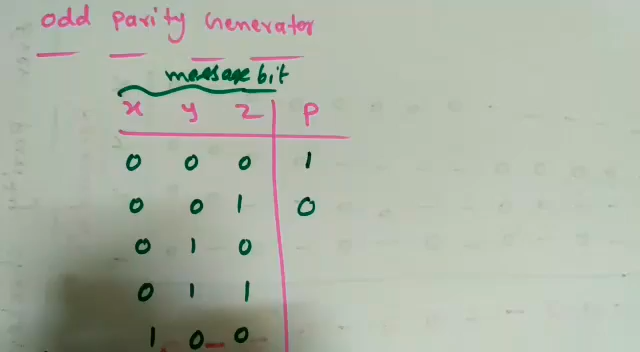 odd parity Generator
message bit
x y z P
0 0 0 1
0 0 1 0
0 1 0
0 1 1
1 0 0